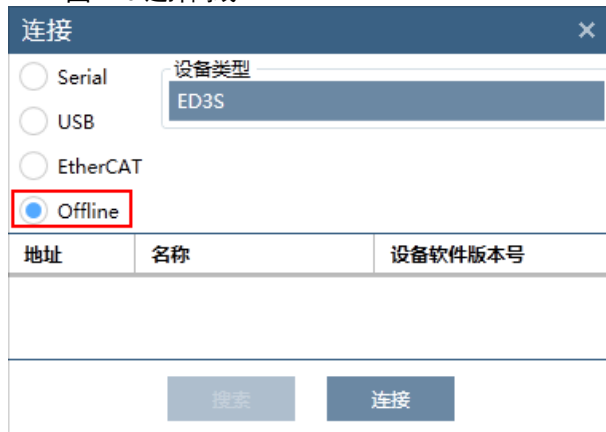 连接
Serial
设备类型
ED3S
USB
EtherCAT
Offline
地址 名称 设备软件版本号
搜索 连接